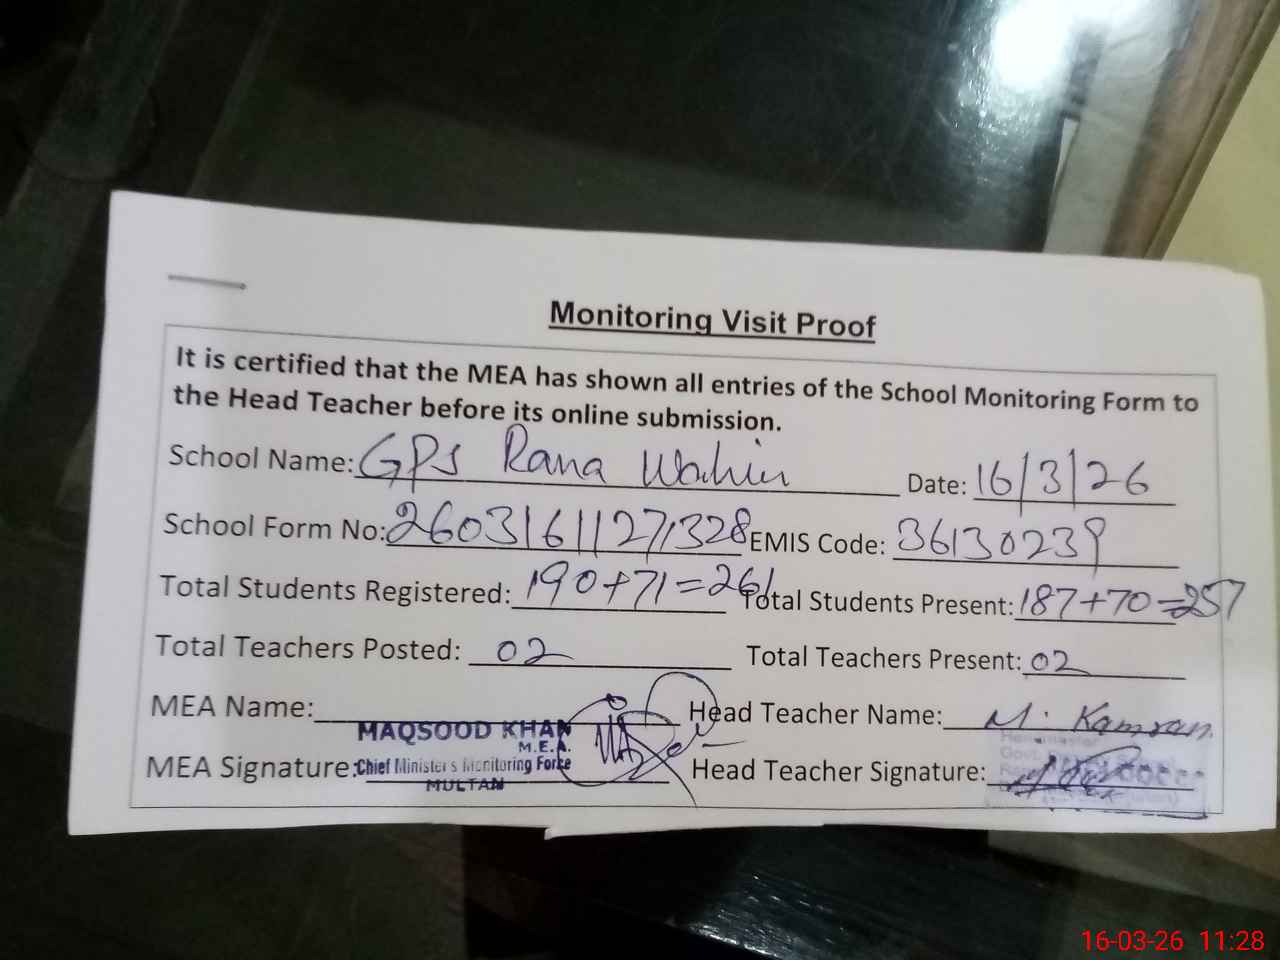 Monitoring Visit Proof
It is certified that the MEA has shown all entries of the School Monitoring Form to
the Head Teacher before its online submission.
School Name: GPS Rana Wahin Date: 16/3/26
School Form No: 26031611271328 EMIS Code: 36130239
Total Students Registered: 190+71=261 Total Students Present: 187+70=257
Total Teachers Posted: 02 Total Teachers Present: 02
MEA Name: Head Teacher Name: M. Kamran
MAQSOOD KHAN
M.E.A.
MEA Signature: Chief Minister's Monitoring Force Head Teacher Signature:
MULTAN
Headmaster
Govt.
16-03-26 11:28